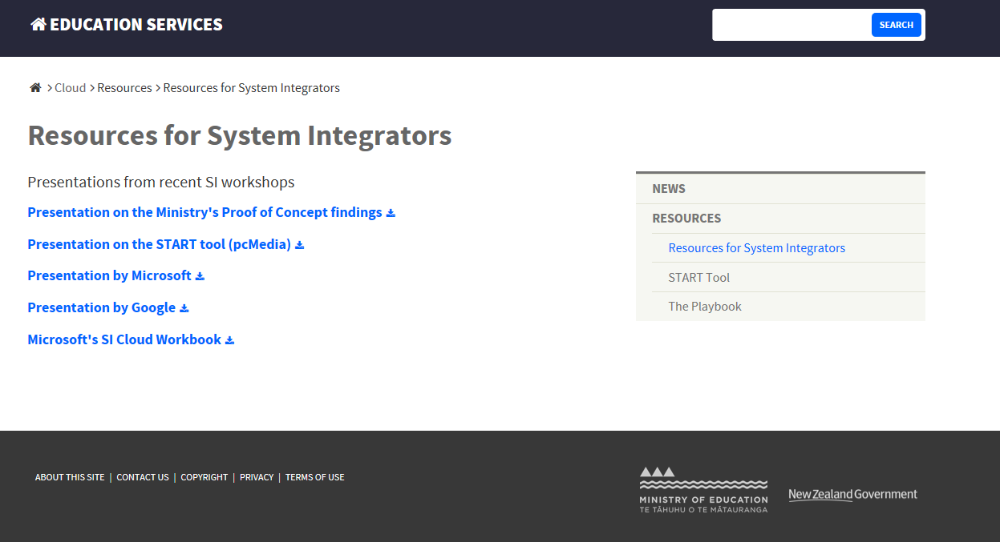 EDUCATION SERVICES
SEARCH
> Cloud > Resources > Resources for System Integrators
Resources for System Integrators
Presentations from recent SI workshops
Presentation on the Ministry's Proof of Concept findings
Presentation on the START tool (pcMedia)
Presentation by Microsoft
Presentation by Google
Microsoft's SI Cloud Workbook
NEWS
RESOURCES
Resources for System Integrators
START Tool
The Playbook
ABOUT THIS SITE | CONTACT US | COPYRIGHT | PRIVACY | TERMS OF USE
MINISTRY OF EDUCATION
TE TĀHUHU O TE MĀTAURANGA
New Zealand Government